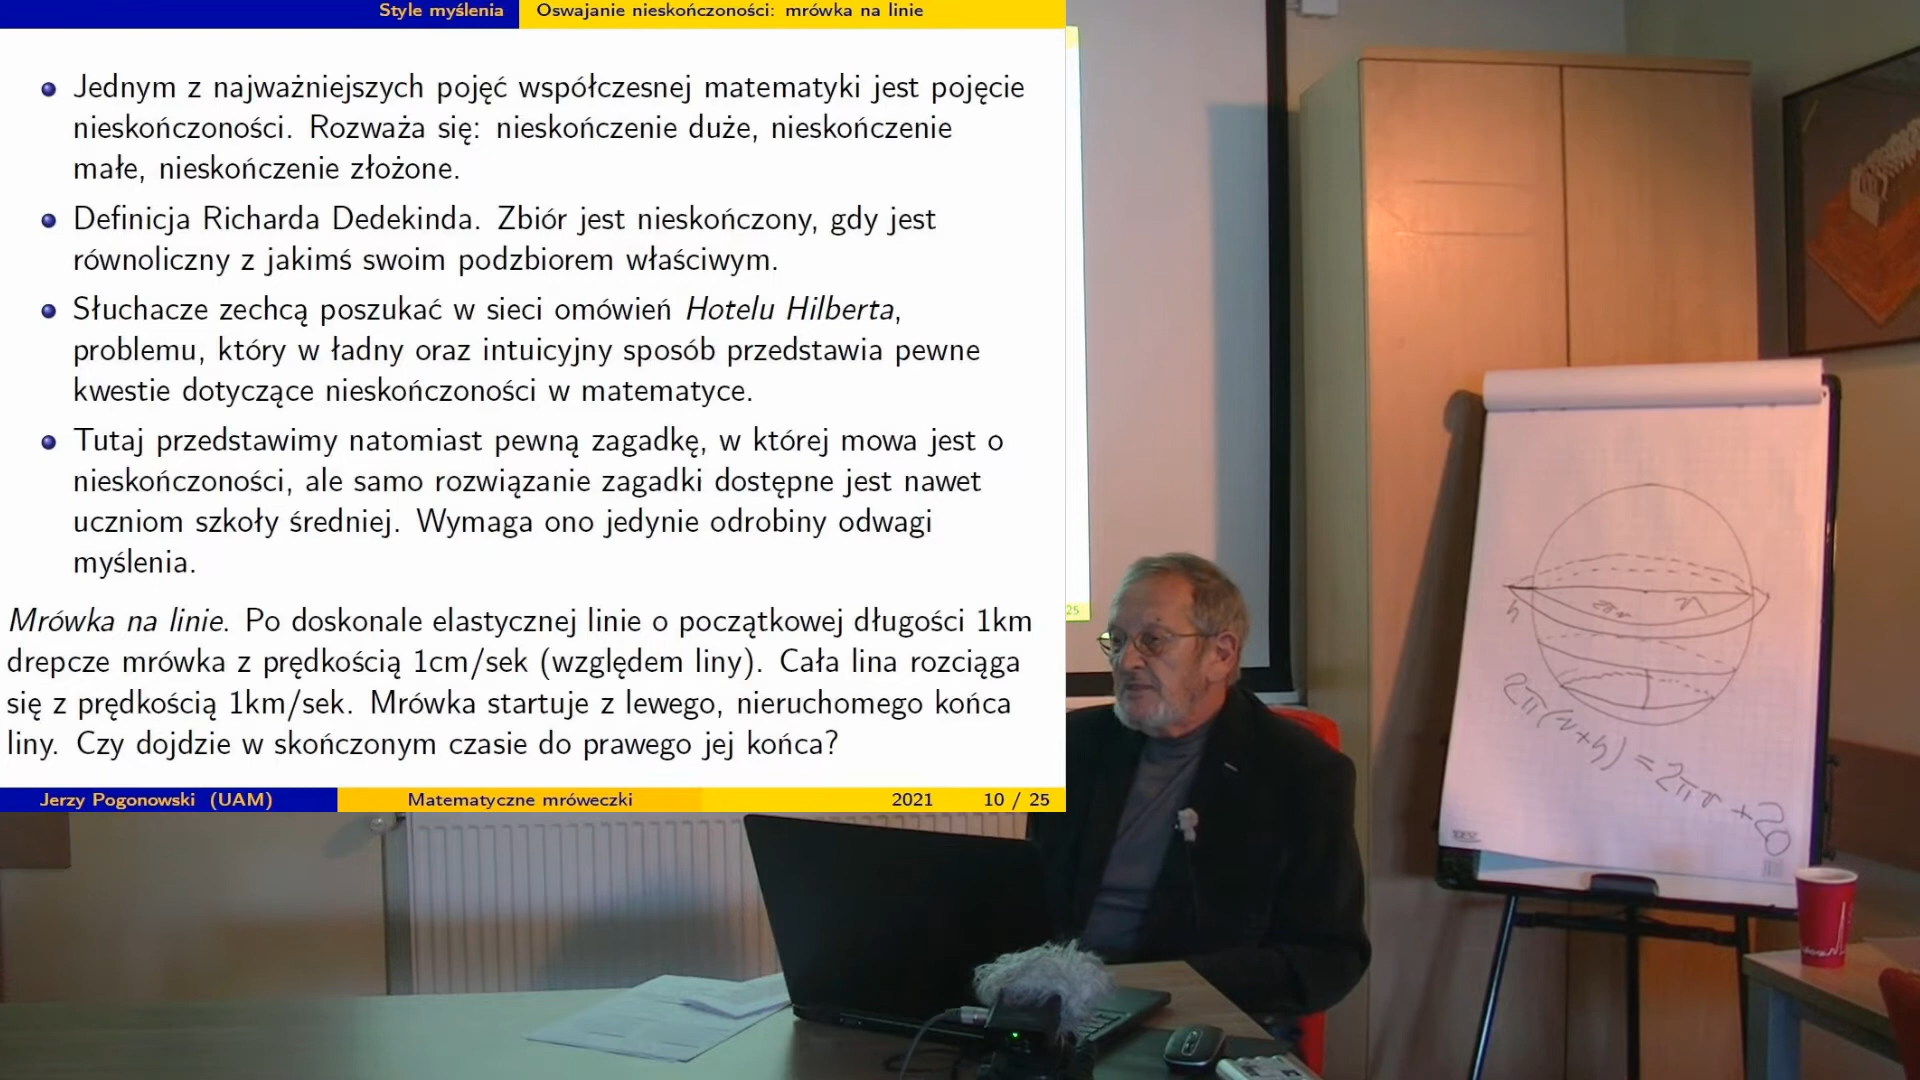 Style myślenia Oswajanie nieskończoności: mrówka na linie
Jednym z najważniejszych pojęć współczesnej matematyki jest pojęcie
nieskończoności. Rozważa się: nieskończenie duże, nieskończenie
małe, nieskończenie złożone.
Definicja Richarda Dedekinda. Zbiór jest nieskończony, gdy jest
równoliczny z jakimś swoim podzbiorem właściwym.
Słuchacze zechcą poszukać w sieci omówień Hotelu Hilberta,
problemu, który w ładny oraz intuicyjny sposób przedstawia pewne
kwestie dotyczące nieskończoności w matematyce.
Tutaj przedstawimy natomiast pewną zagadkę, w której mowa jest o
nieskończoności, ale samo rozwiązanie zagadki dostępne jest nawet
uczniom szkoły średniej. Wymaga ono jedynie odrobiny odwagi
myślenia.
Mrówka na linie. Po doskonale elastycznej linie o początkowej długości 1km
drepcze mrówka z prędkością 1cm/sek (względem liny). Cała lina rozciąga
się z prędkością 1km/sek. Mrówka startuje z lewego, nieruchomego końca
liny. Czy dojdzie w skończonym czasie do prawego jej końca?
Jerzy Pogonowski (UAM) Matematyczne mróweczki 2021 10 / 25
25
h 2πr r
2π(r+h) = 2πr + 20